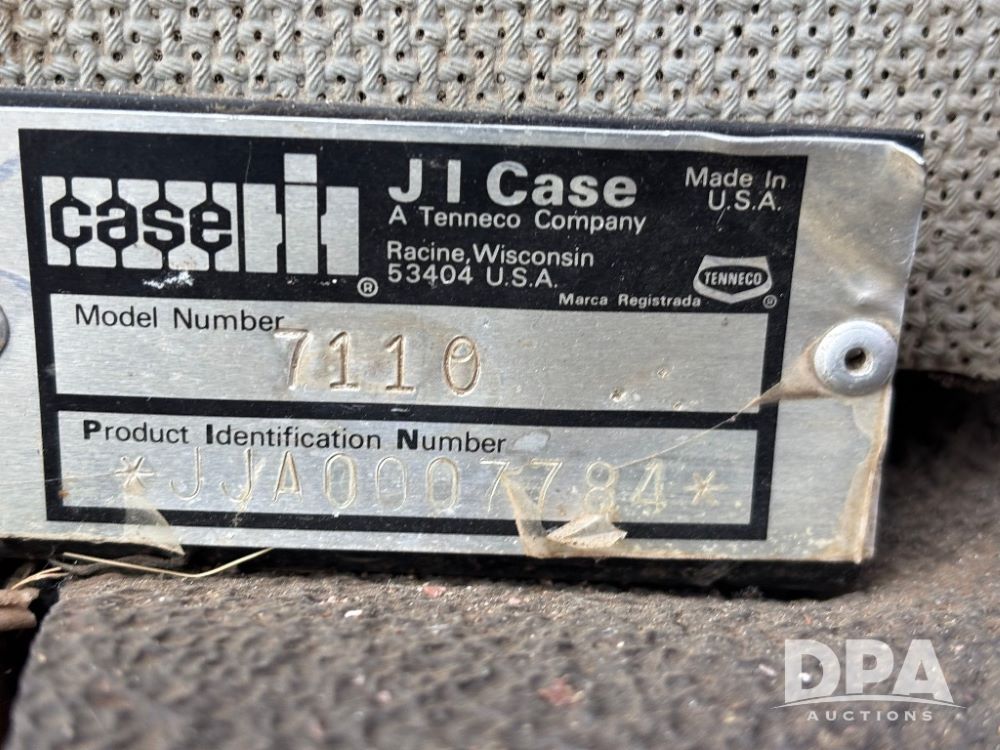 case IH ®
J I Case
A Tenneco Company
Racine, Wisconsin
53404 U.S.A.
Made In
U.S.A.
TENNECO ®
Marca Registrada
Model Number
7110
Product Identification Number
*JJA0007784*
DPA
AUCTIONS